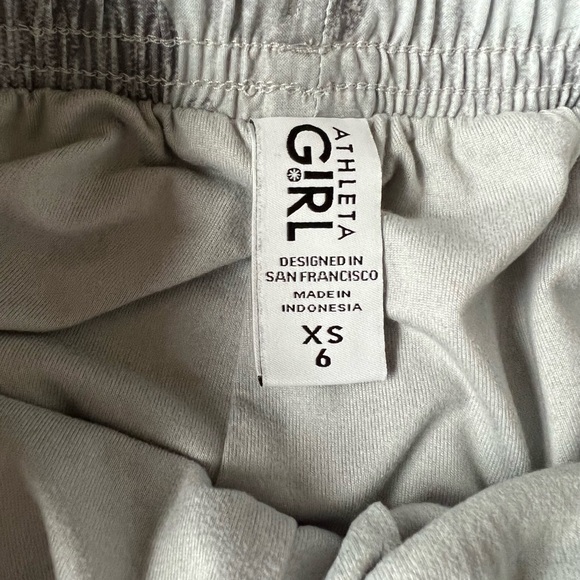 ATHLETA
GIRL
DESIGNED IN
SAN FRANCISCO
MADE IN
INDONESIA
XS
6